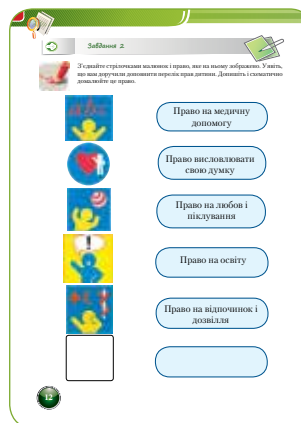 Завдання 2
З'єднайте стрілочками малюнок і право, яке на ньому зображено. Уявіть,
що вам доручили доповнити перелік прав дитини. Допишіть і схематично
домалюйте це право.
Право на медичну
допомогу
Право висловлювати
свою думку
Право на любов і
піклування
!
Право на освіту
Право на відпочинок і
дозвілля
12